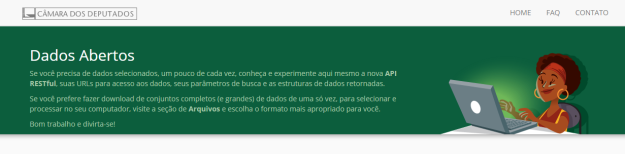 CÂMARA DOS DEPUTADOS
HOME FAQ CONTATO
Dados Abertos
Se você precisa de dados selecionados, um pouco de cada vez, conheça e experimente aqui mesmo a nova API
RESTful, suas URLs para acesso aos dados, seus parâmetros de busca e as estruturas de dados retornadas.
Se você prefere fazer download de conjuntos completos (e grandes) de dados de uma só vez, para selecionar e
processar no seu computador, visite a seção de Arquivos e escolha o formato mais apropriado para você.
Bom trabalho e divirta-se!